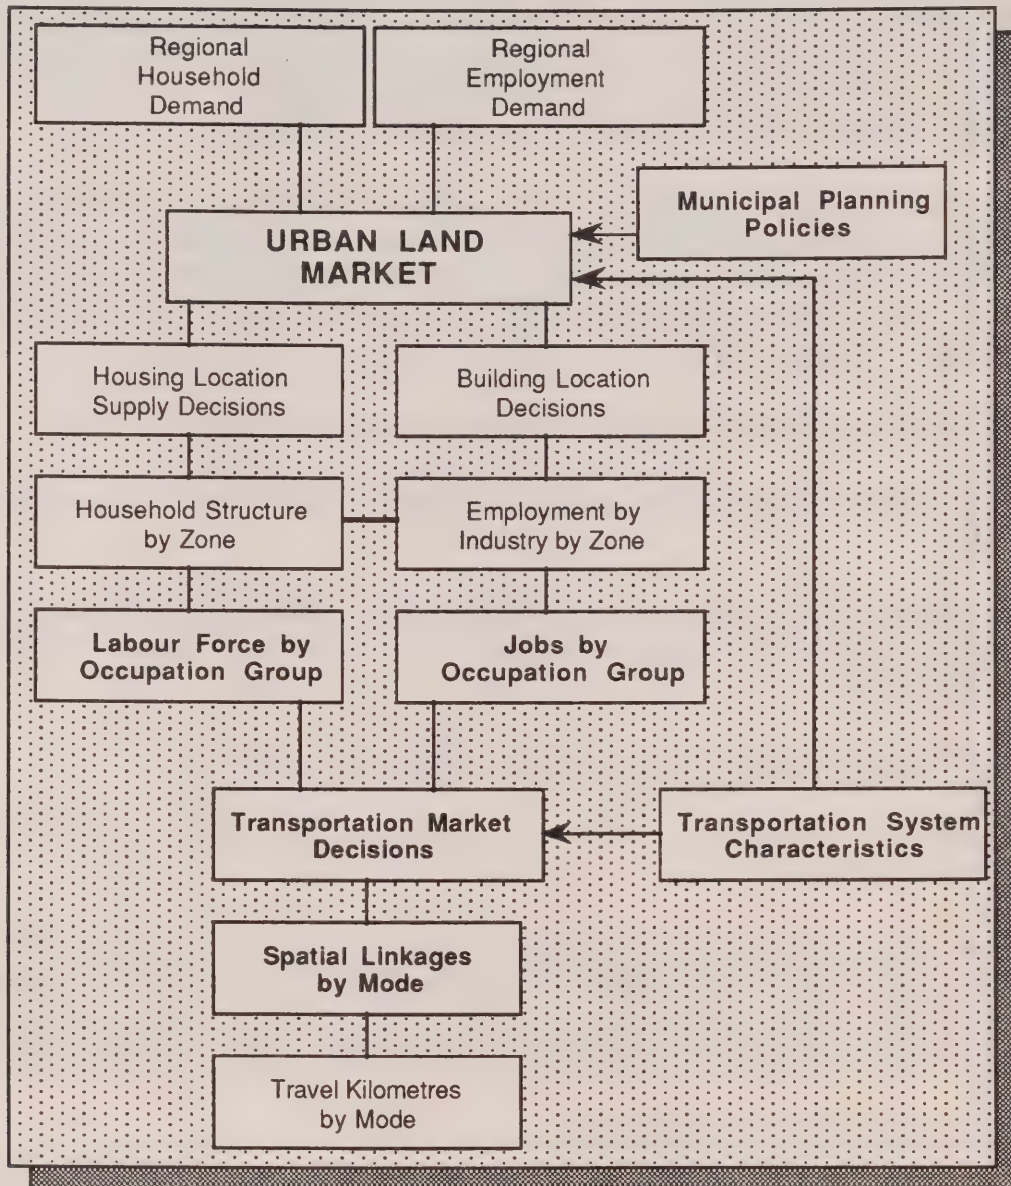 Regional
Household
Demand
Regional
Employment
Demand
Municipal Planning
Policies
URBAN LAND
MARKET
Housing Location
Supply Decisions
Building Location
Decisions
Household Structure
by Zone
Employment by
Industry by Zone
Labour Force by
Occupation Group
Jobs by
Occupation Group
Transportation Market
Decisions
Transportation System
Characteristics
Spatial Linkages
by Mode
Travel Kilometres
by Mode